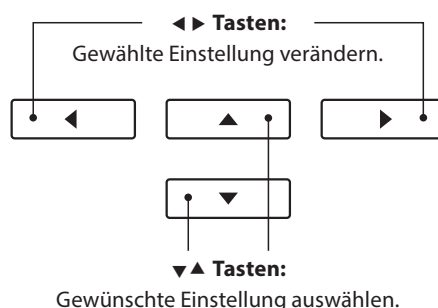 ◀ ▶ Tasten:
Gewählte Einstellung verändern.
▼▲ Tasten:
Gewünschte Einstellung auswählen.